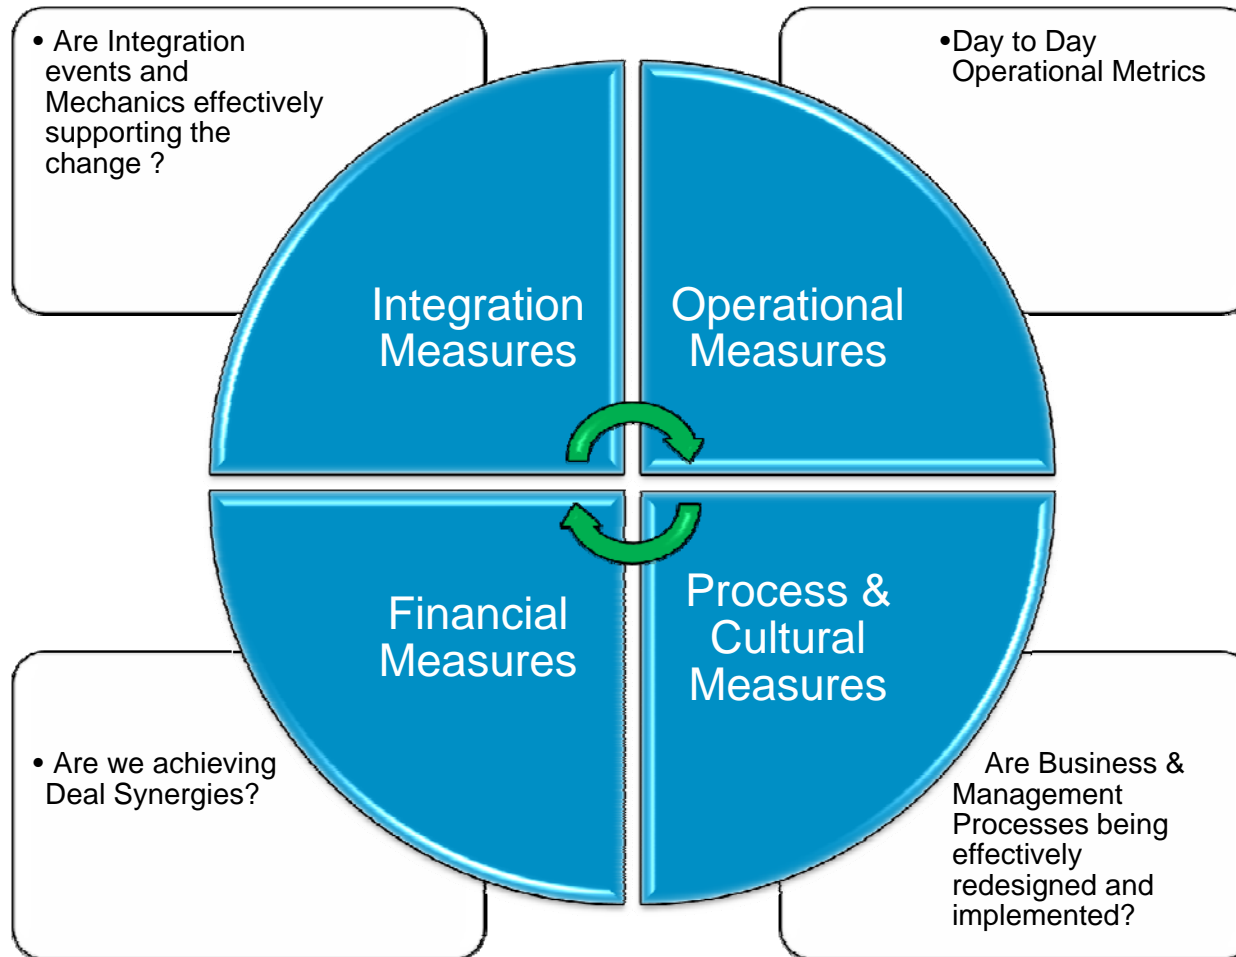 • Are Integration
events and
Mechanics effectively
supporting the
change ?
•Day to Day
Operational Metrics
Integration
Measures
Operational
Measures
Financial
Measures
Process &
Cultural
Measures
• Are we achieving
Deal Synergies?
Are Business &
Management
Processes being
effectively
redesigned and
implemented?